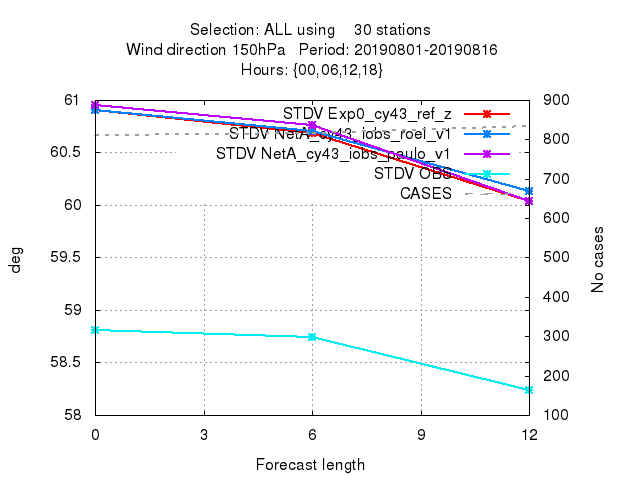 Selection: ALL using 30 stations
Wind direction 150hPa Period: 20190801-20190816
Hours: {00,06,12,18}
STDV Exp0_cy43_ref_z
STDV NetA_cy43_iobs_roel_v1
STDV NetA_cy43_iobs_paulo_v1
STDV OBS
CASES
61
60.5
60
59.5
59
58.5
58
deg
900
800
700
600
500
400
300
200
100
No cases
0 3 6 9 12
Forecast length